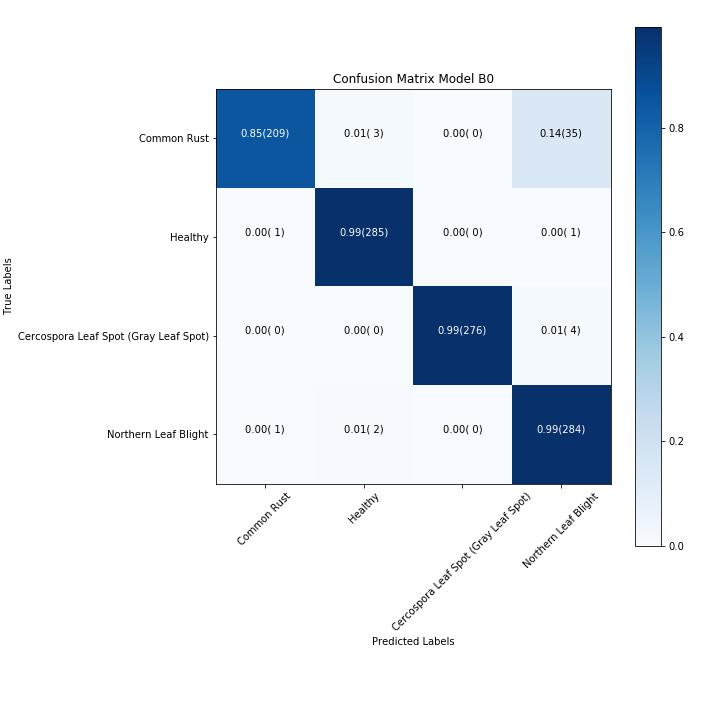 Confusion Matrix Model B0
Common Rust
0.85(209)
0.01( 3)
0.00( 0)
0.14(35)
Healthy
0.00( 1)
0.99(285)
0.00( 0)
0.00( 1)
Cercospora Leaf Spot (Gray Leaf Spot)
0.00( 0)
0.00( 0)
0.99(276)
0.01( 4)
Northern Leaf Blight
0.00( 1)
0.01( 2)
0.00( 0)
0.99(284)
True Labels
Common Rust
Healthy
Cercospora Leaf Spot (Gray Leaf Spot)
Northern Leaf Blight
Predicted Labels
0.8
0.6
0.4
0.2
0.0